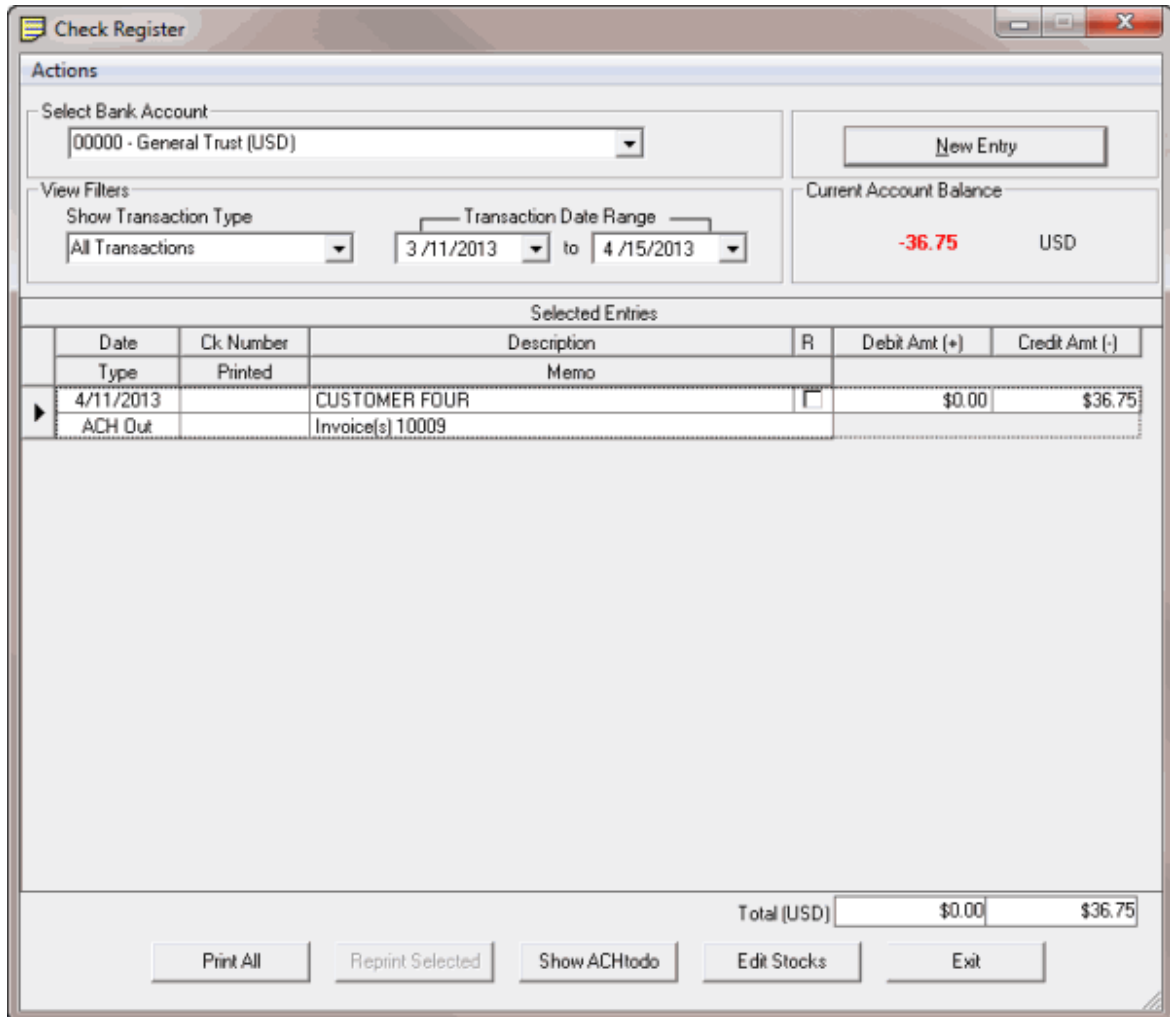 Check Register
Actions
Select Bank Account
00000 - General Trust (USD)
New Entry
View Filters
Show Transaction Type
Transaction Date Range
All Transactions
3 /11/2013 to 4 /15/2013
Current Account Balance
-36.75 USD
Selected Entries
Date Ck Number Description R Debit Amt (+) Credit Amt (-)
Type Printed Memo
4/11/2013 CUSTOMER FOUR $0.00 $36.75
ACH Out Invoice(s) 10009
Total (USD) $0.00 $36.75
Print All Reprint Selected Show ACHtodo Edit Stocks Exit